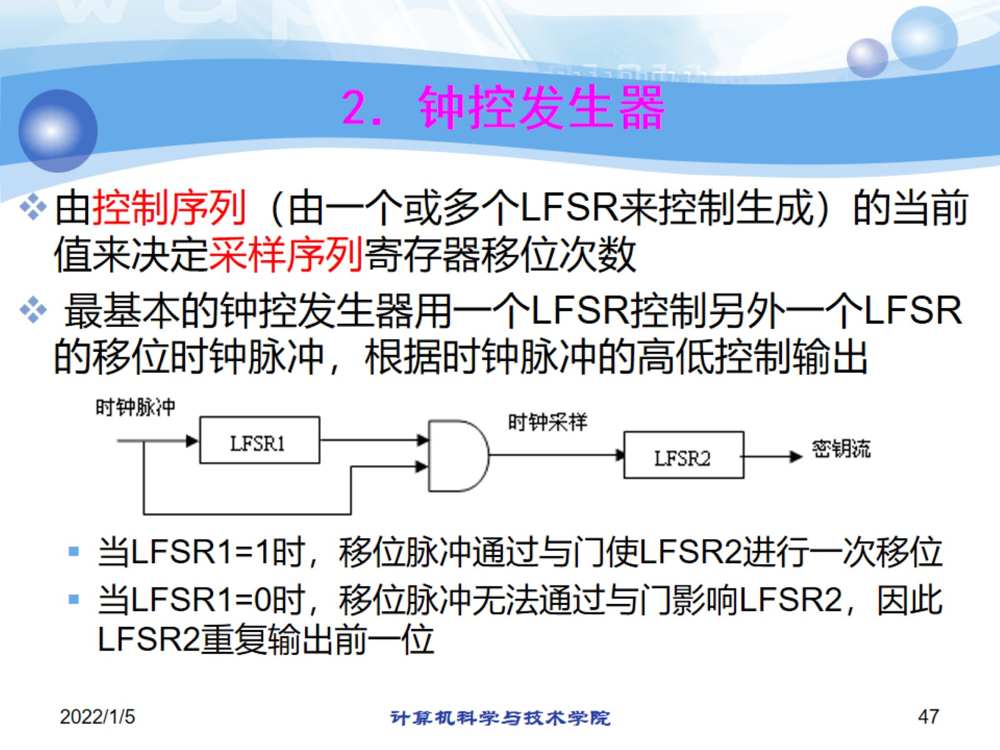 2. 钟控发生器
由控制序列（由一个或多个LFSR来控制生成）的当前
值来决定采样序列寄存器移位次数
最基本的钟控发生器用一个LFSR控制另外一个LFSR
的移位时钟脉冲，根据时钟脉冲的高低控制输出
时钟脉冲
LFSR1
时钟采样
LFSR2
密钥流
当LFSR1=1时，移位脉冲通过与门使LFSR2进行一次移位
当LFSR1=0时，移位脉冲无法通过与门影响LFSR2，因此
LFSR2重复输出前一位
2022/1/5
计算机科学与技术学院
47